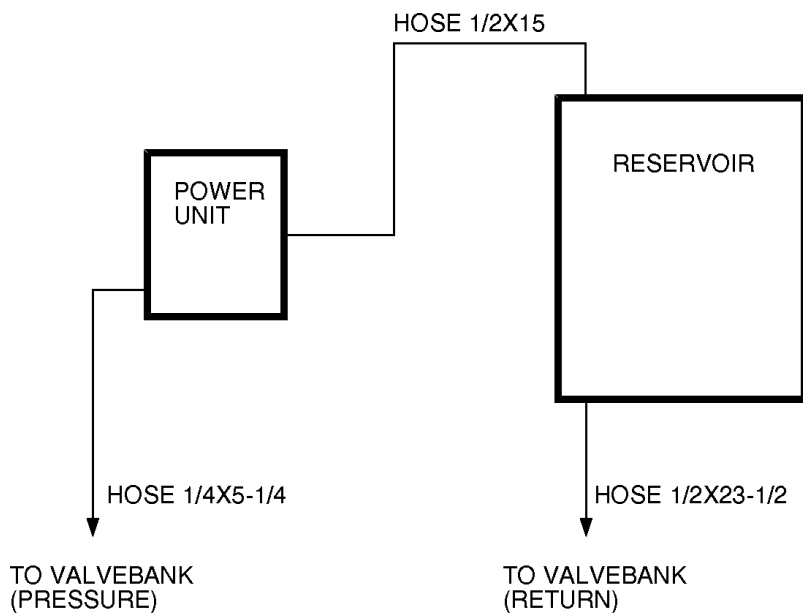 HOSE 1/2X15
RESERVOIR
POWER
UNIT
HOSE 1/4X5-1/4
HOSE 1/2X23-1/2
TO VALVEBANK
(PRESSURE)
TO VALVEBANK
(RETURN)